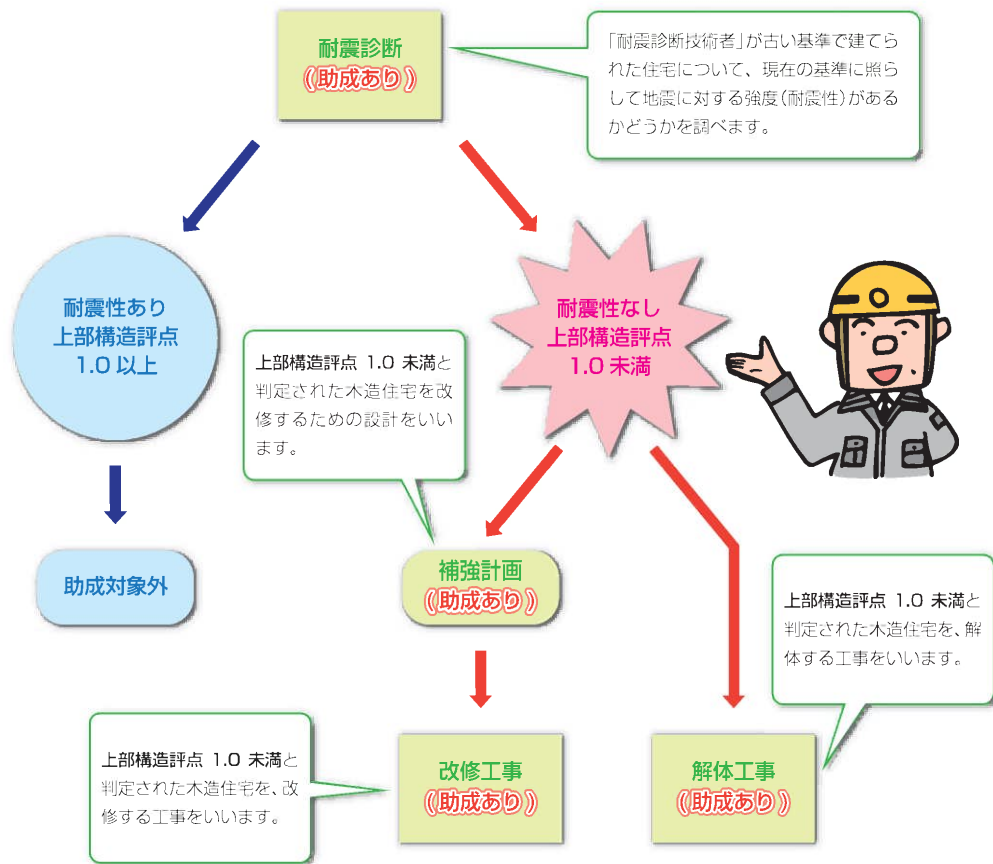 耐震診断
(助成あり)
「耐震診断技術者」が古い基準で建てら
れた住宅について、現在の基準に照ら
して地震に対する強度(耐震性)がある
かどうかを調べます。
耐震性あり
上部構造評点
1.0 以上
耐震性なし
上部構造評点
1.0 未満
上部構造評点 1.0 未満と
判定された木造住宅を改
修するための設計をいい
ます。
助成対象外
補強計画
(助成あり)
上部構造評点 1.0 未満と
判定された木造住宅を、解
体する工事をいいます。
上部構造評点 1.0 未満と
判定された木造住宅を、改
修する工事をいいます。
改修工事
(助成あり)
解体工事
(助成あり)